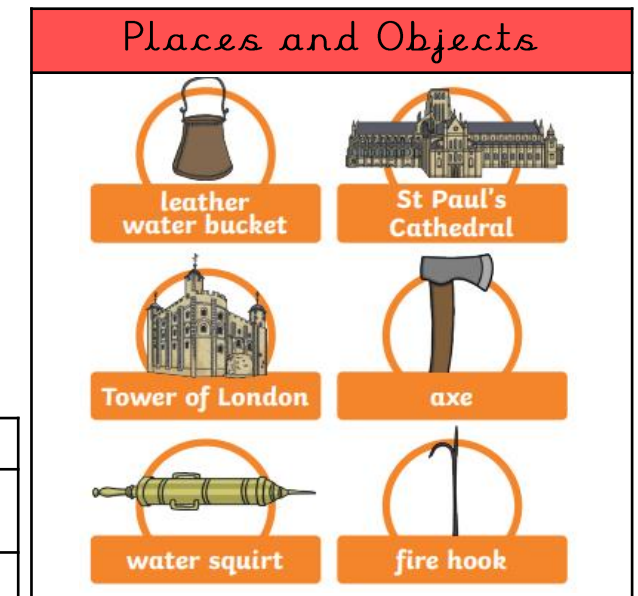 Places and Objects
leather
water bucket
St Paul's
Cathedral
Tower of London
axe
water squirt
fire hook